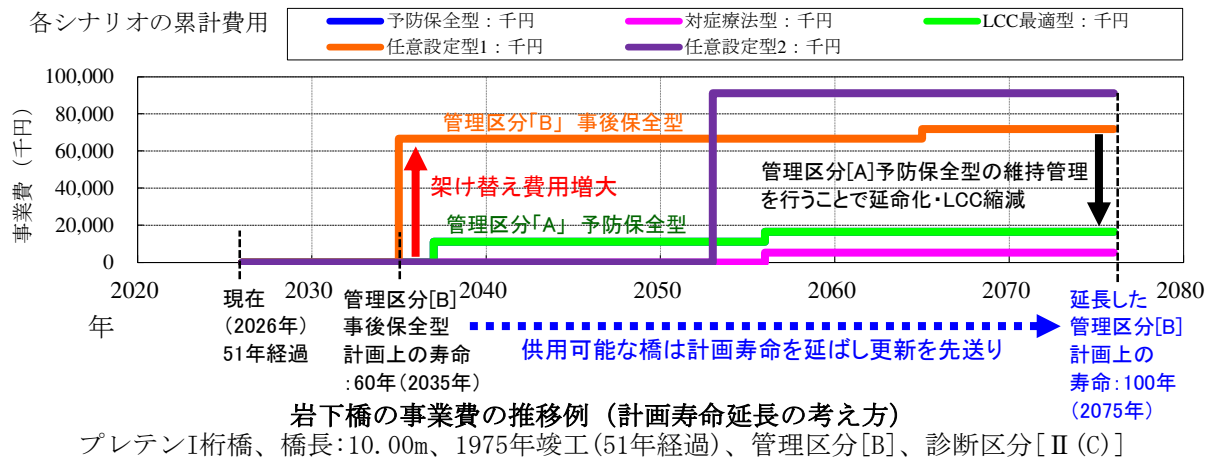 各シナリオの累計費用
予防保全型：千円
対症療法型：千円
LCC最適型：千円
任意設定型1：千円
任意設定型2：千円
事業費（千円）
100,000
80,000
60,000
40,000
20,000
0
管理区分｢B｣ 事後保全型
架け替え費用増大
管理区分｢A｣ 予防保全型
管理区分[A]予防保全型の維持管理
を行うことで延命化・LCC縮減
2020
2030
2040
2050
2060
2070
2080
年
現在
(2026年)
51年経過
管理区分[B]
事後保全型
計画上の寿命
:60年(2035年)
供用可能な橋は計画寿命を延ばし更新を先送り
延長した
管理区分[B]
計画上の
寿命:100年
(2075年)
岩下橋の事業費の推移例（計画寿命延長の考え方）
プレテンI桁橋、橋長:10.00m、1975年竣工(51年経過)、管理区分[B]、診断区分[Ⅱ(C)]